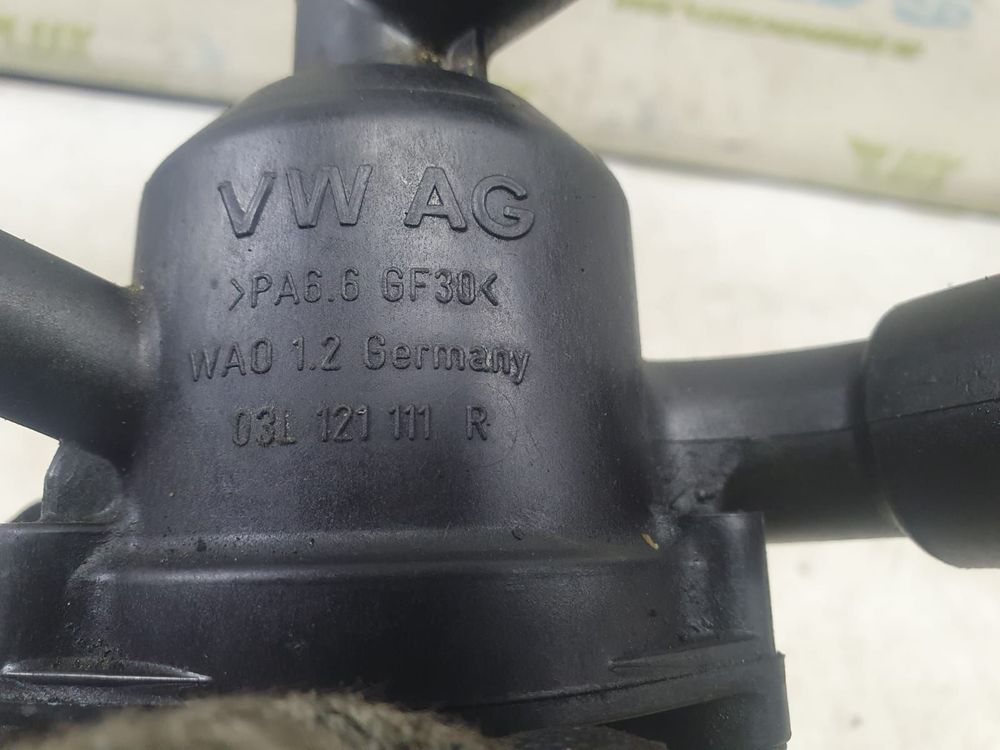 VW AG
>PA6.6 GF30<
WAO 1.2 Germany
03L 121 111 R